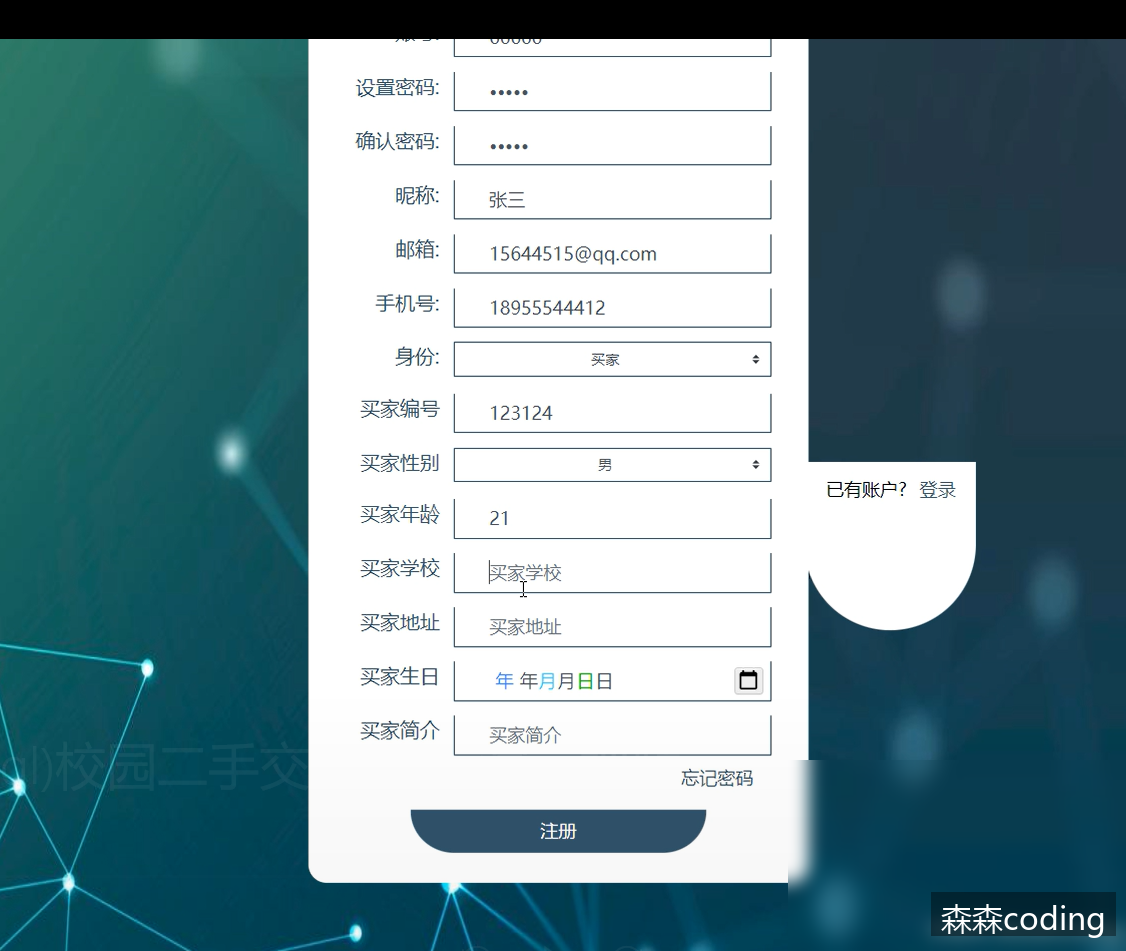 设置密码: •••••
确认密码: •••••
昵称: 张三
邮箱: 15644515@qq.com
手机号: 18955544412
身份: 买家
买家编号 123124
买家性别 男
买家年龄 21
已有账户? 登录
买家学校 买家学校
买家地址 买家地址
买家生日 年 年月月日日
买家简介 买家简介
校园二手交
忘记密码
注册
森森coding